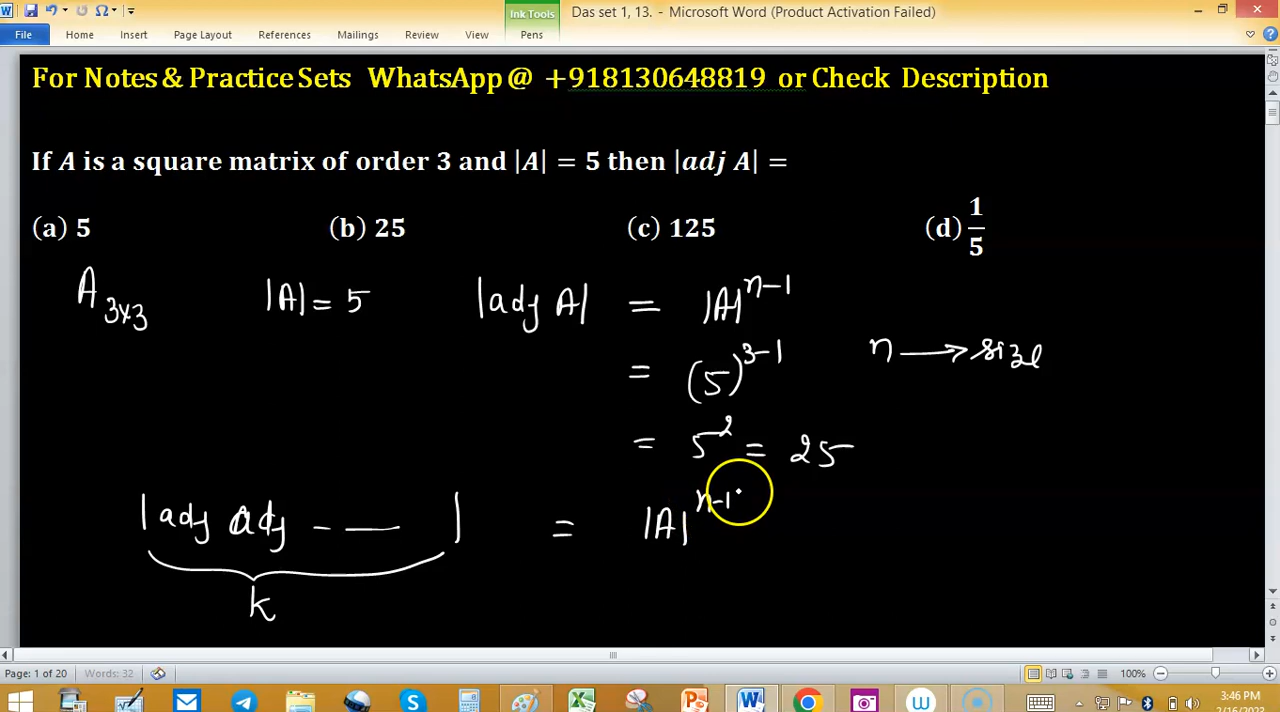 Das set 1, 13. - Microsoft Word (Product Activation Failed)
Ink Tools
File Home Insert Page Layout References Mailings Review View Pens
For Notes & Practice Sets WhatsApp @ +918130648819 or Check Description
If A is a square matrix of order 3 and |A| = 5 then |adj A| =
(a) 5 (b) 25 (c) 125 (d) 1/5
A 3x3 |A| = 5 |adj A| = |A|^n-1
= (5)^3-1 n → size
= 5^2 = 25
|adj adj - — | = |A|^n-1
k
Page: 1 of 20 Words: 32 100%
3:46 PM